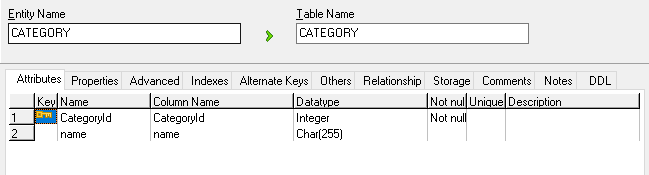 Entity Name Table Name
CATEGORY CATEGORY
Attributes Properties Advanced Indexes Alternate Keys Others Relationship Storage Comments Notes DDL
Key Name Column Name Datatype Not nul Unique Description
1 CategoryId CategoryId Integer Not null
2 name name Char(255)